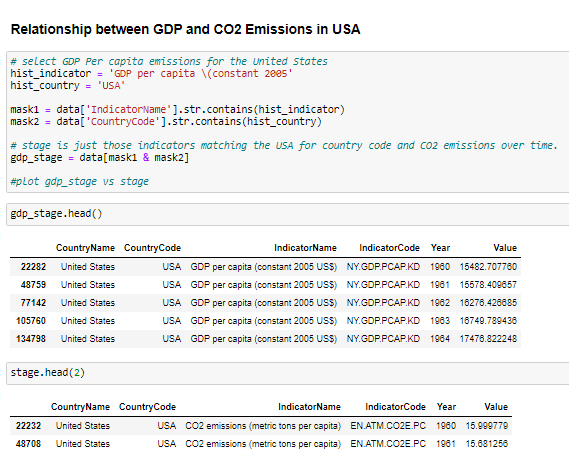 Relationship between GDP and CO2 Emissions in USA
# select GDP Per capita emissions for the United States
hist_indicator = 'GDP per capita \(constant 2005'
hist_country = 'USA'
mask1 = data['IndicatorName'].str.contains(hist_indicator)
mask2 = data['CountryCode'].str.contains(hist_country)
# stage is just those indicators matching the USA for country code and CO2 emissions over time.
gdp_stage = data[mask1 & mask2]
#plot gdp_stage vs stage
gdp_stage.head()
CountryName CountryCode IndicatorName IndicatorCode Year Value
22282 United States USA GDP per capita (constant 2005 US$) NY.GDP.PCAP.KD 1960 15482.707760
48759 United States USA GDP per capita (constant 2005 US$) NY.GDP.PCAP.KD 1961 15578.409657
77142 United States USA GDP per capita (constant 2005 US$) NY.GDP.PCAP.KD 1962 16276.426685
105760 United States USA GDP per capita (constant 2005 US$) NY.GDP.PCAP.KD 1963 16749.789436
134798 United States USA GDP per capita (constant 2005 US$) NY.GDP.PCAP.KD 1964 17476.822248
stage.head(2)
CountryName CountryCode IndicatorName IndicatorCode Year Value
22232 United States USA CO2 emissions (metric tons per capita) EN.ATM.CO2E.PC 1960 15.999779
48708 United States USA CO2 emissions (metric tons per capita) EN.ATM.CO2E.PC 1961 15.681256